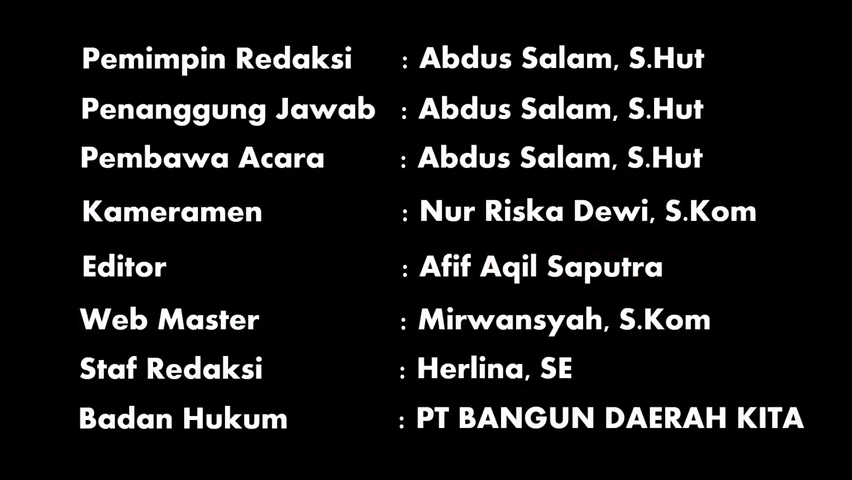 Pemimpin Redaksi : Abdus Salam, S.Hut
Penanggung Jawab : Abdus Salam, S.Hut
Pembawa Acara : Abdus Salam, S.Hut
Kameramen : Nur Riska Dewi, S.Kom
Editor : Afif Aqil Saputra
Web Master : Mirwansyah, S.Kom
Staf Redaksi : Herlina, SE
Badan Hukum : PT BANGUN DAERAH KITA